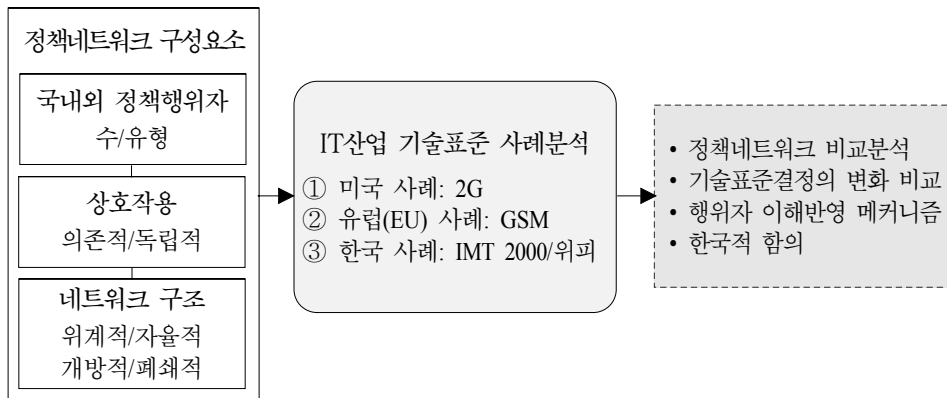 정책네트워크 구성요소
국내외 정책행위자
수/유형
상호작용
의존적/독립적
네트워크 구조
위계적/자율적
개방적/폐쇄적
IT산업 기술표준 사례분석
① 미국 사례: 2G
② 유럽(EU) 사례: GSM
③ 한국 사례: IMT 2000/위피
• 정책네트워크 비교분석
• 기술표준결정의 변화 비교
• 행위자 이해반영 메커니즘
• 한국적 함의